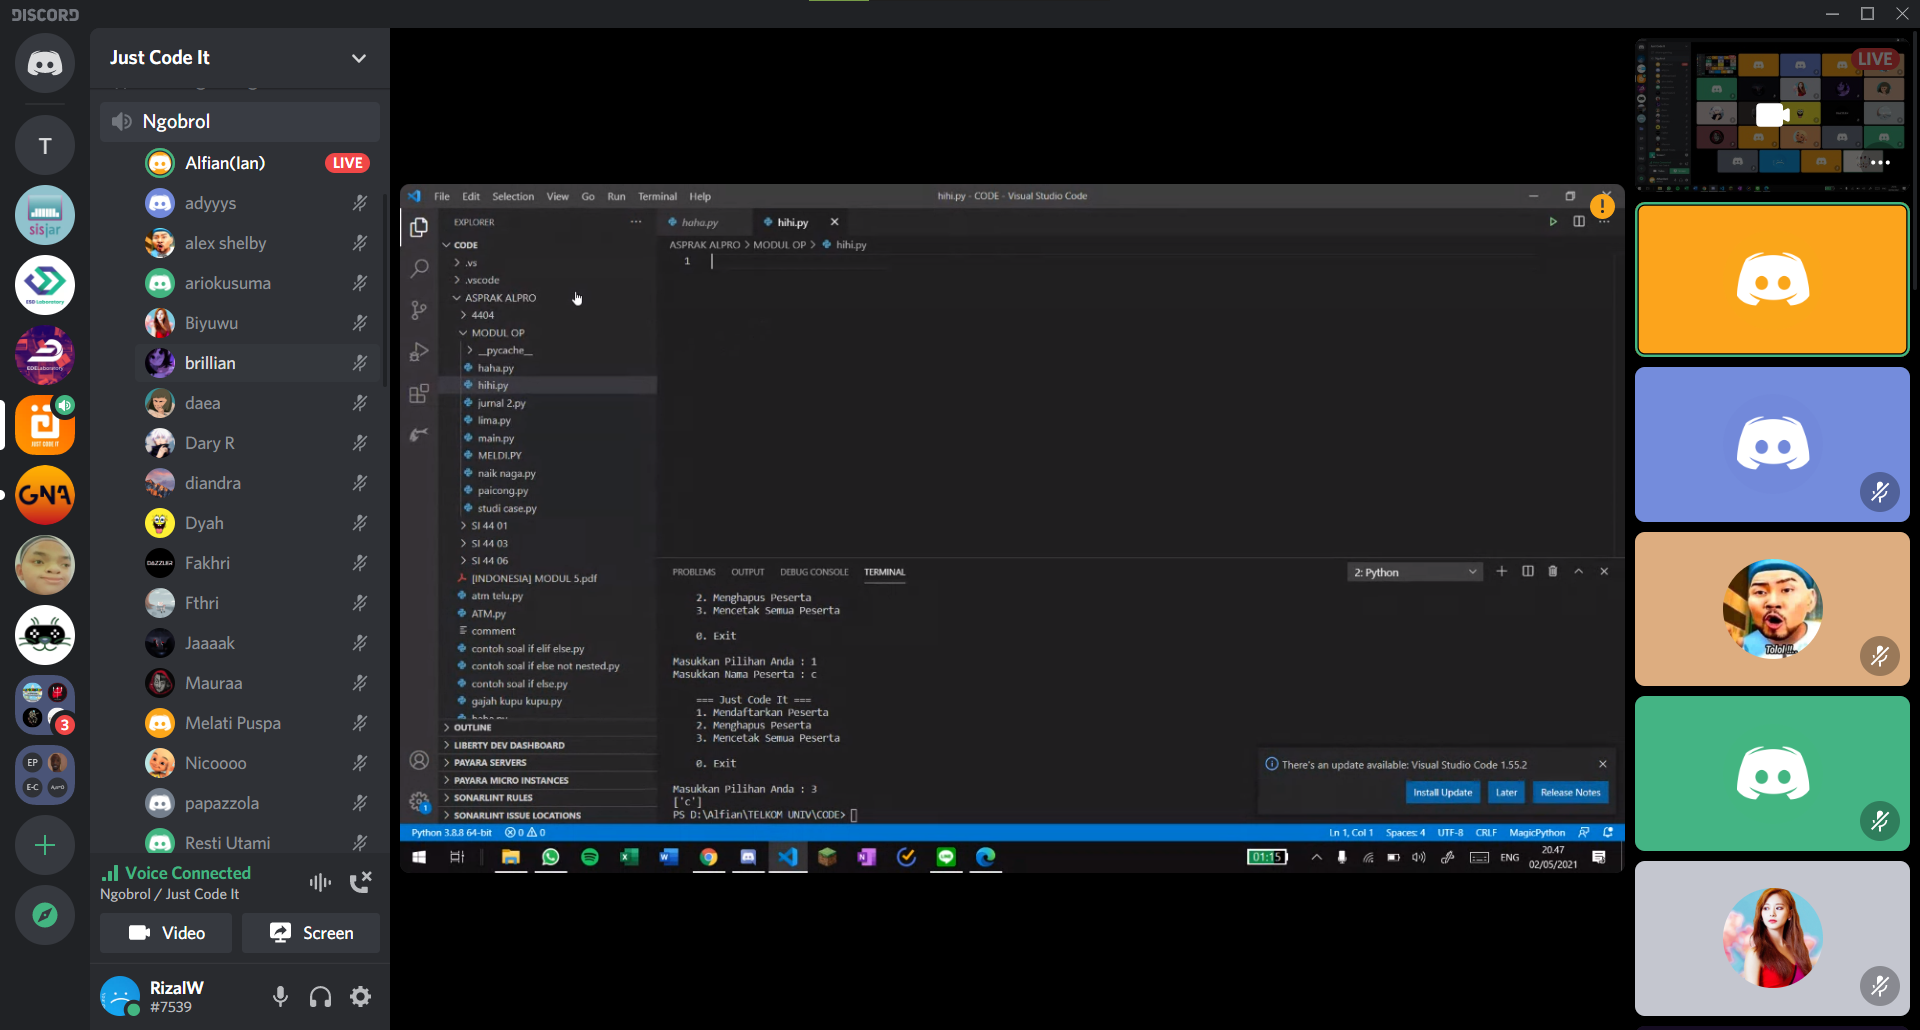 DISCORD
Just Code It
Ngobrol
Alfian(Ian)
LIVE
adyyys
alex shelby
ariokusuma
Biyuwu
brillian
daea
Dary R
diandra
Dyah
Fakhri
Fthri
Jaaaak
Mauraa
Melati Puspa
Nicoooo
papazzola
Resti Utami
Voice Connected
Ngobrol / Just Code It
Video
Screen
RizalW
#7539
T
sisjar
ESD Laboratory
JUST CODE IT
GNA
3
EP
E-C
DAZZLER
File Edit Selection View Go Run Terminal Help
hihi.py - CODE - Visual Studio Code
EXPLORER
CODE
.vs
.vscode
ASPRAK ALPRO
4404
MODUL OP
__pycache__
haha.py
hihi.py
jurnal 2.py
lima.py
main.py
MELDI.PY
naik naga.py
paicong.py
studi case.py
SI 44 01
SI 44 03
SI 44 06
[INDONESIA] MODUL 5.pdf
atm telu.py
ATM.py
comment
contoh soal if elif else.py
contoh soal if else not nested.py
contoh soal if else.py
gajah kupu kupu.py
OUTLINE
LIBERTY DEV DASHBOARD
PAYARA SERVERS
PAYARA MICRO INSTANCES
SONARLINT RULES
SONARLINT ISSUE LOCATIONS
haha.py
hihi.py
ASPRAK ALPRO > MODUL OP > hihi.py
1
PROBLEMS OUTPUT DEBUG CONSOLE TERMINAL
2: Python
2. Menghapus Peserta
3. Mencetak Semua Peserta
0. Exit
Masukkan Pilihan Anda : 1
Masukkan Nama Peserta : c
=== Just Code It ===
1. Mendaftarkan Peserta
2. Menghapus Peserta
3. Mencetak Semua Peserta
0. Exit
Masukkan Pilihan Anda : 3
['c']
PS D:\Alfian\TELKOM UNIV\CODE>
There's an update available: Visual Studio Code 1.55.2
Install Update
Later
Release Notes
1
Python 3.8.8 64-bit
0
0
Ln 1, Col 1
Spaces: 4
UTF-8
CRLF
MagicPython
01:15
ENG
20.47
02/05/2021
LIVE
Tolol !!